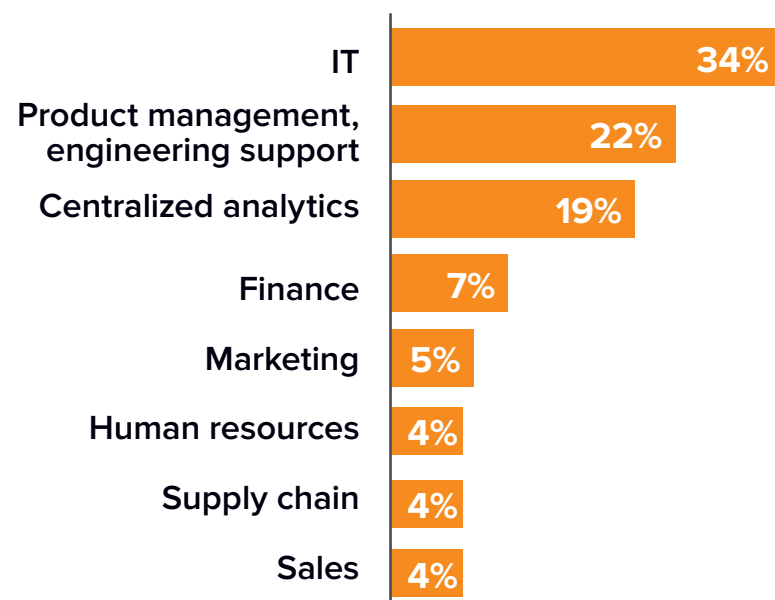 IT 34%
Product management,
engineering support 22%
Centralized analytics 19%
Finance 7%
Marketing 5%
Human resources 4%
Supply chain 4%
Sales 4%